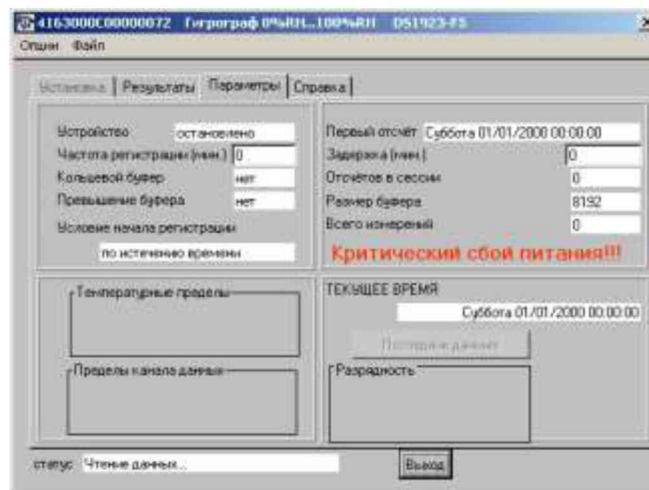 4163000C00000072 Гигрограф 0%RH...100%RH DS1923-F5
Опции Файл
Установка Результаты Параметры Справка
Устройство остановлено
Частота регистрации (мин.) 0
Кольцевой буфер нет
Превышение буфера нет
Условие начала регистрации
по истечению времени
Первый отсчёт Суббота 01/01/2000 00:00:00
Задержка (мин.) 0
Отсчётов в сессии 0
Размер буфера 8192
Всего измерений 0
Критический сбой питания!!!
Температурные пределы
Пределы канала данных
ТЕКУЩЕЕ ВРЕМЯ
Суббота 01/01/2000 00:00:00
данных
Разрядность
статус Чтение данных...
Выход